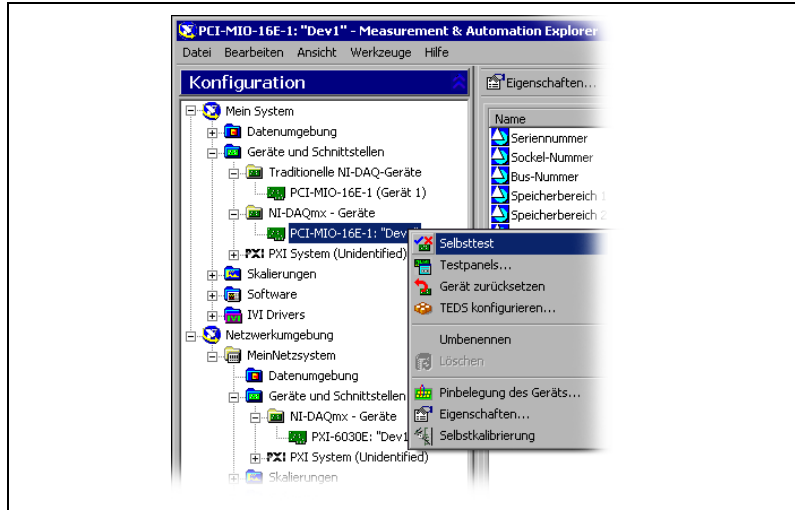 PCI-MIO-16E-1: "Dev1" - Measurement & Automation Explorer
Datei Bearbeiten Ansicht Werkzeuge Hilfe
Konfiguration
Eigenschaften...
Mein System
Datenumgebung
Geräte und Schnittstellen
Traditionelle NI-DAQ-Geräte
PCI-MIO-16E-1 (Gerät 1)
NI-DAQmx - Geräte
PCI-MIO-16E-1: "Dev
PXI PXI System (Unidentified)
Skalierungen
Software
IVI Drivers
Netzwerkumgebung
MeinNetzsystem
Datenumgebung
Geräte und Schnittstellen
NI-DAQmx - Geräte
PXI-6030E: "Dev1
PXI PXI System (Unidentified)
Skalierungen
Name
Seriennummer
Sockel-Nummer
Bus-Nummer
Speicherbereich 1
Speicherbereich 2
Selbsttest
Testpanels...
Gerät zurücksetzen
TEDS konfigurieren...
Umbenennen
Löschen
Pinbelegung des Geräts...
Eigenschaften...
Selbstkalibrierung